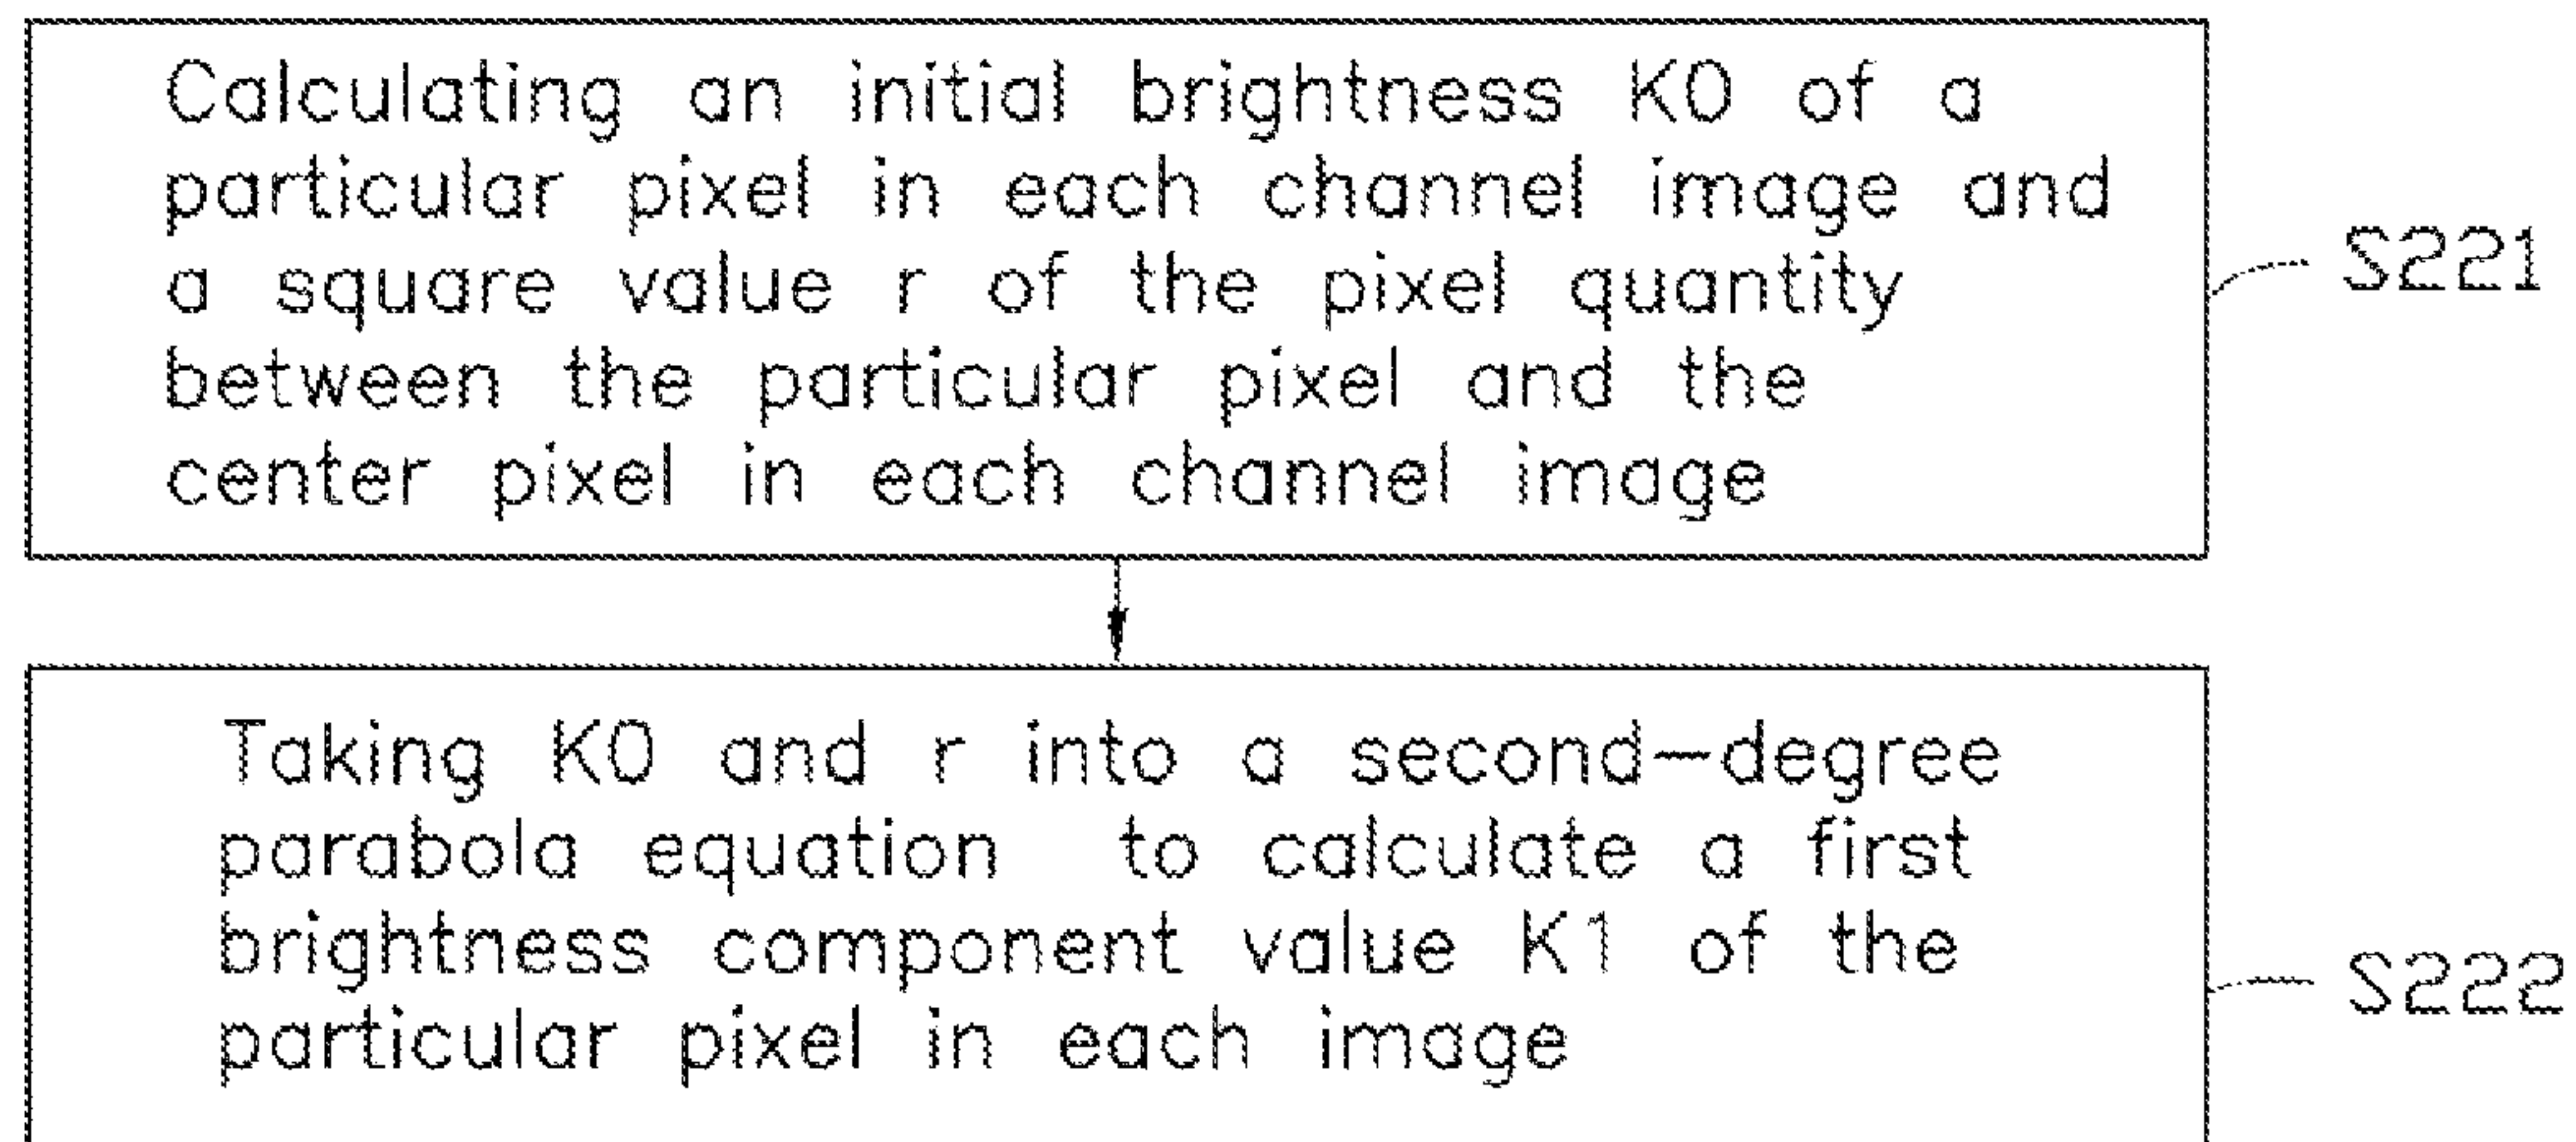 Calculating an initial brightness K0 of a
particular pixel in each channel image and
a square value r of the pixel quantity
between the particular pixel and the
center pixel in each channel image
S221
Taking K0 and r into a second-degree
parabola equation to calculate a first
brightness component value K1 of the
particular pixel in each image
S222